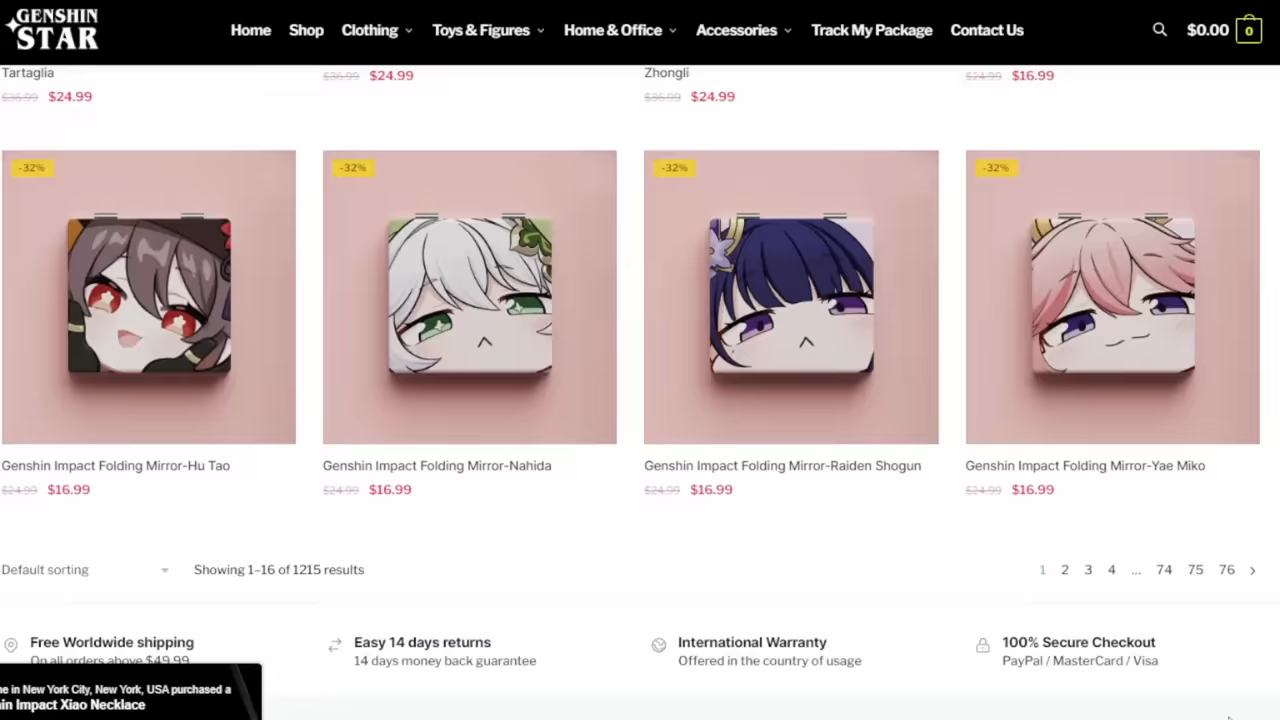 GENSHIN
STAR
Home Shop Clothing Toys & Figures Home & Office Accessories Track My Package Contact Us
$0.00 0
Tartaglia
$36.99 $24.99
$36.99 $24.99
Zhongli
$36.99 $24.99
$24.99 $16.99
-32% -32% -32% -32%
Genshin Impact Folding Mirror-Hu Tao
$24.99 $16.99
Genshin Impact Folding Mirror-Nahida
$24.99 $16.99
Genshin Impact Folding Mirror-Raiden Shogun
$24.99 $16.99
Genshin Impact Folding Mirror-Yae Miko
$24.99 $16.99
Default sorting Showing 1–16 of 1215 results
1 2 3 4 ... 74 75 76
Free Worldwide shipping
On all orders above $49.99
Easy 14 days returns
14 days money back guarantee
International Warranty
Offered in the country of usage
100% Secure Checkout
PayPal / MasterCard / Visa
in New York City, New York, USA purchased a
Impact Xiao Necklace